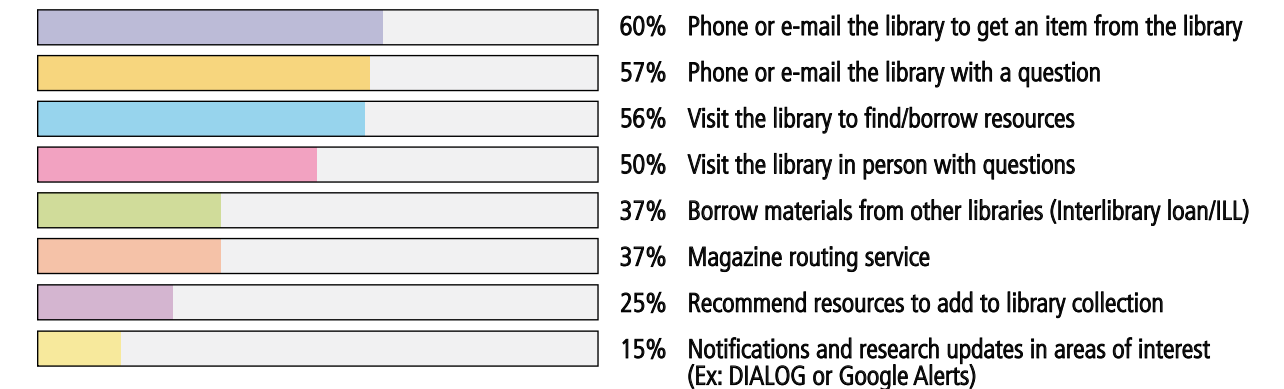 60% Phone or e-mail the library to get an item from the library
57% Phone or e-mail the library with a question
56% Visit the library to find/borrow resources
50% Visit the library in person with questions
37% Borrow materials from other libraries (Interlibrary loan/ILL)
37% Magazine routing service
25% Recommend resources to add to library collection
15% Notifications and research updates in areas of interest
(Ex: DIALOG or Google Alerts)